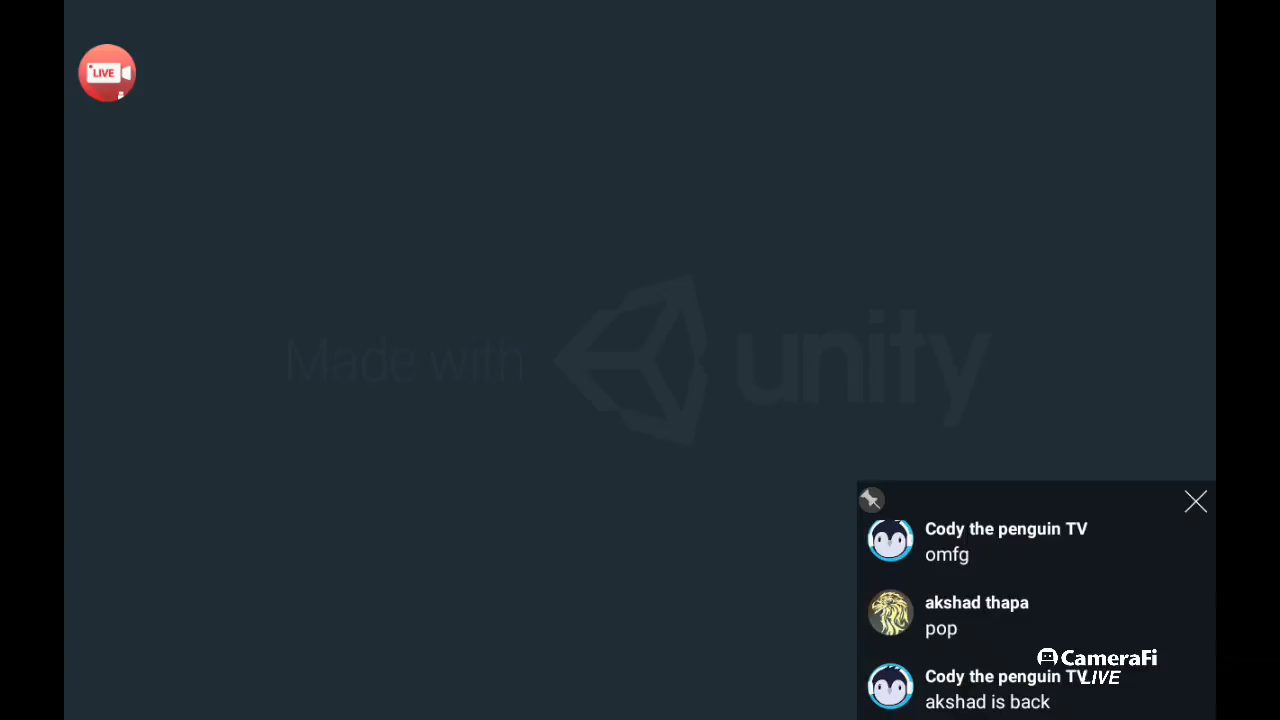 LIVE
Made with unity
Cody the penguin TV
omfg
akshad thapa
pop
CameraFi
LIVE
Cody the penguin TV
akshad is back